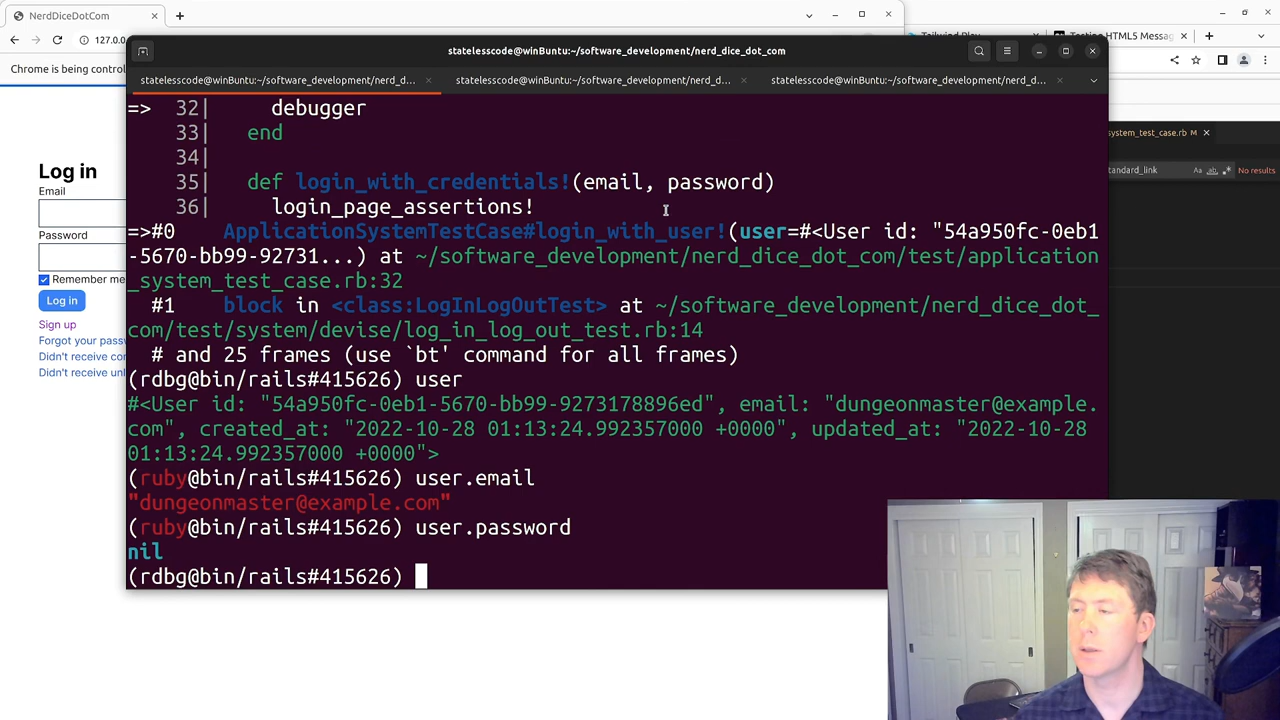 NerdDiceDotCom
127.0.
Chrome is being control
Log in
Email
Password
Remember me
Log in
Sign up
Forgot your passw
Didn't receive con
Didn't receive unl
statelesscode@winBuntu:~/software_development/nerd_dice_dot_com
statelesscode@winBuntu:~/software_development/nerd_d...
statelesscode@winBuntu:~/software_development/nerd_d...
statelesscode@winBuntu:~/software_development/nerd_d...
=>   32|      debugger
33|    end
34|
35|    def login_with_credentials!(email, password)
36|      login_page_assertions!
=>#0    ApplicationSystemTestCase#login_with_user!(user=#<User id: "54a950fc-0eb1
-5670-bb99-92731...) at ~/software_development/nerd_dice_dot_com/test/application
_system_test_case.rb:32
#1    block in <class:LogInLogOutTest> at ~/software_development/nerd_dice_dot_
com/test/system/devise/log_in_log_out_test.rb:14
# and 25 frames (use `bt' command for all frames)
(rdbg@bin/rails#415626) user
#<User id: "54a950fc-0eb1-5670-bb99-9273178896ed", email: "dungeonmaster@example.
com", created_at: "2022-10-28 01:13:24.992357000 +0000", updated_at: "2022-10-28
01:13:24.992357000 +0000">
(ruby@bin/rails#415626) user.email
"dungeonmaster@example.com"
(ruby@bin/rails#415626) user.password
nil
(rdbg@bin/rails#415626)
Testing HTML5 Messag
system_test_case.rb M
tandard_link
Aa
ab
No results